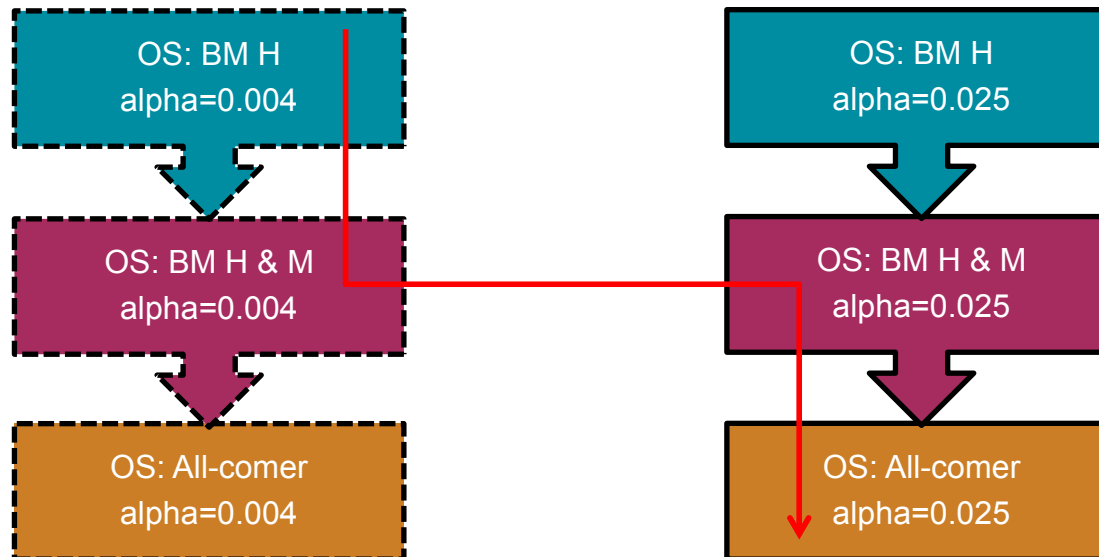 OS: BM H
alpha=0.004
OS: BM H & M
alpha=0.004
OS: All-comer
alpha=0.004
OS: BM H
alpha=0.025
OS: BM H & M
alpha=0.025
OS: All-comer
alpha=0.025